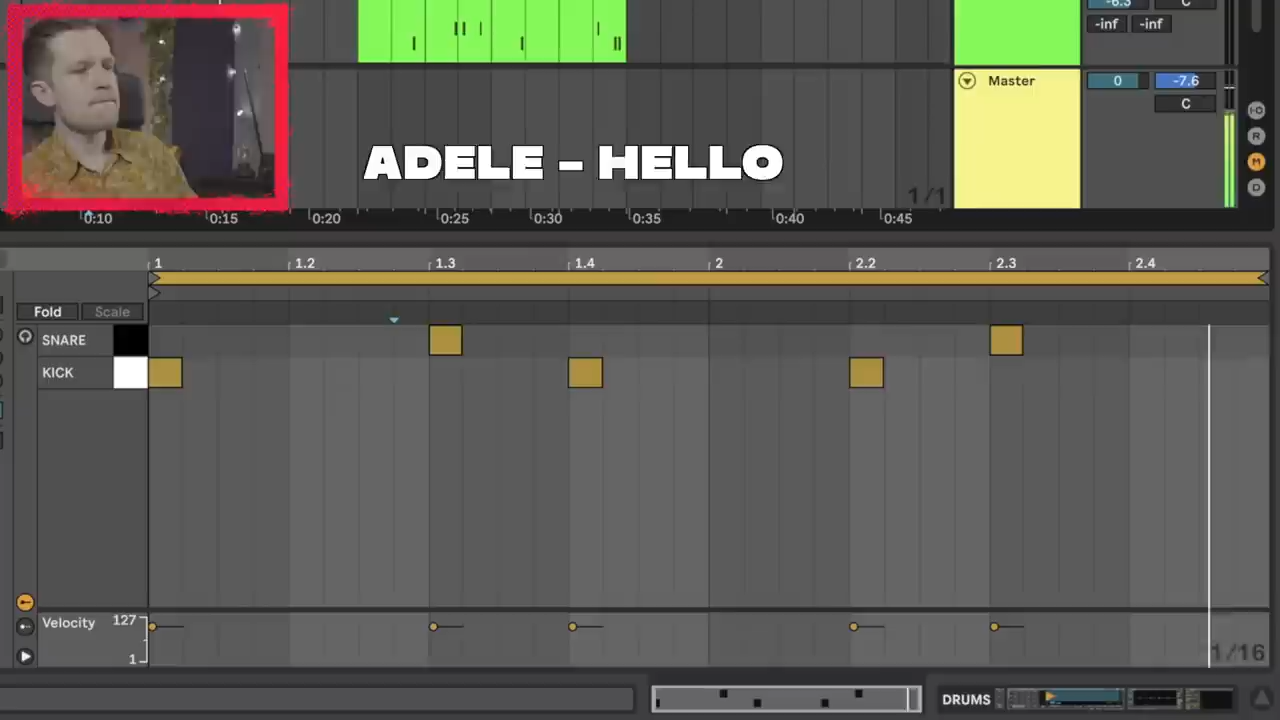 -6.3 C
-inf -inf
Master 0 -7.6
C
ADELE – HELLO
1/1
0:10 0:15 0:20 0:25 0:30 0:35 0:40 0:45
I·O
R
M
D
1 1.2 1.3 1.4 2 2.2 2.3 2.4
Fold Scale
SNARE
KICK
Velocity 127
1
1/16
DRUMS